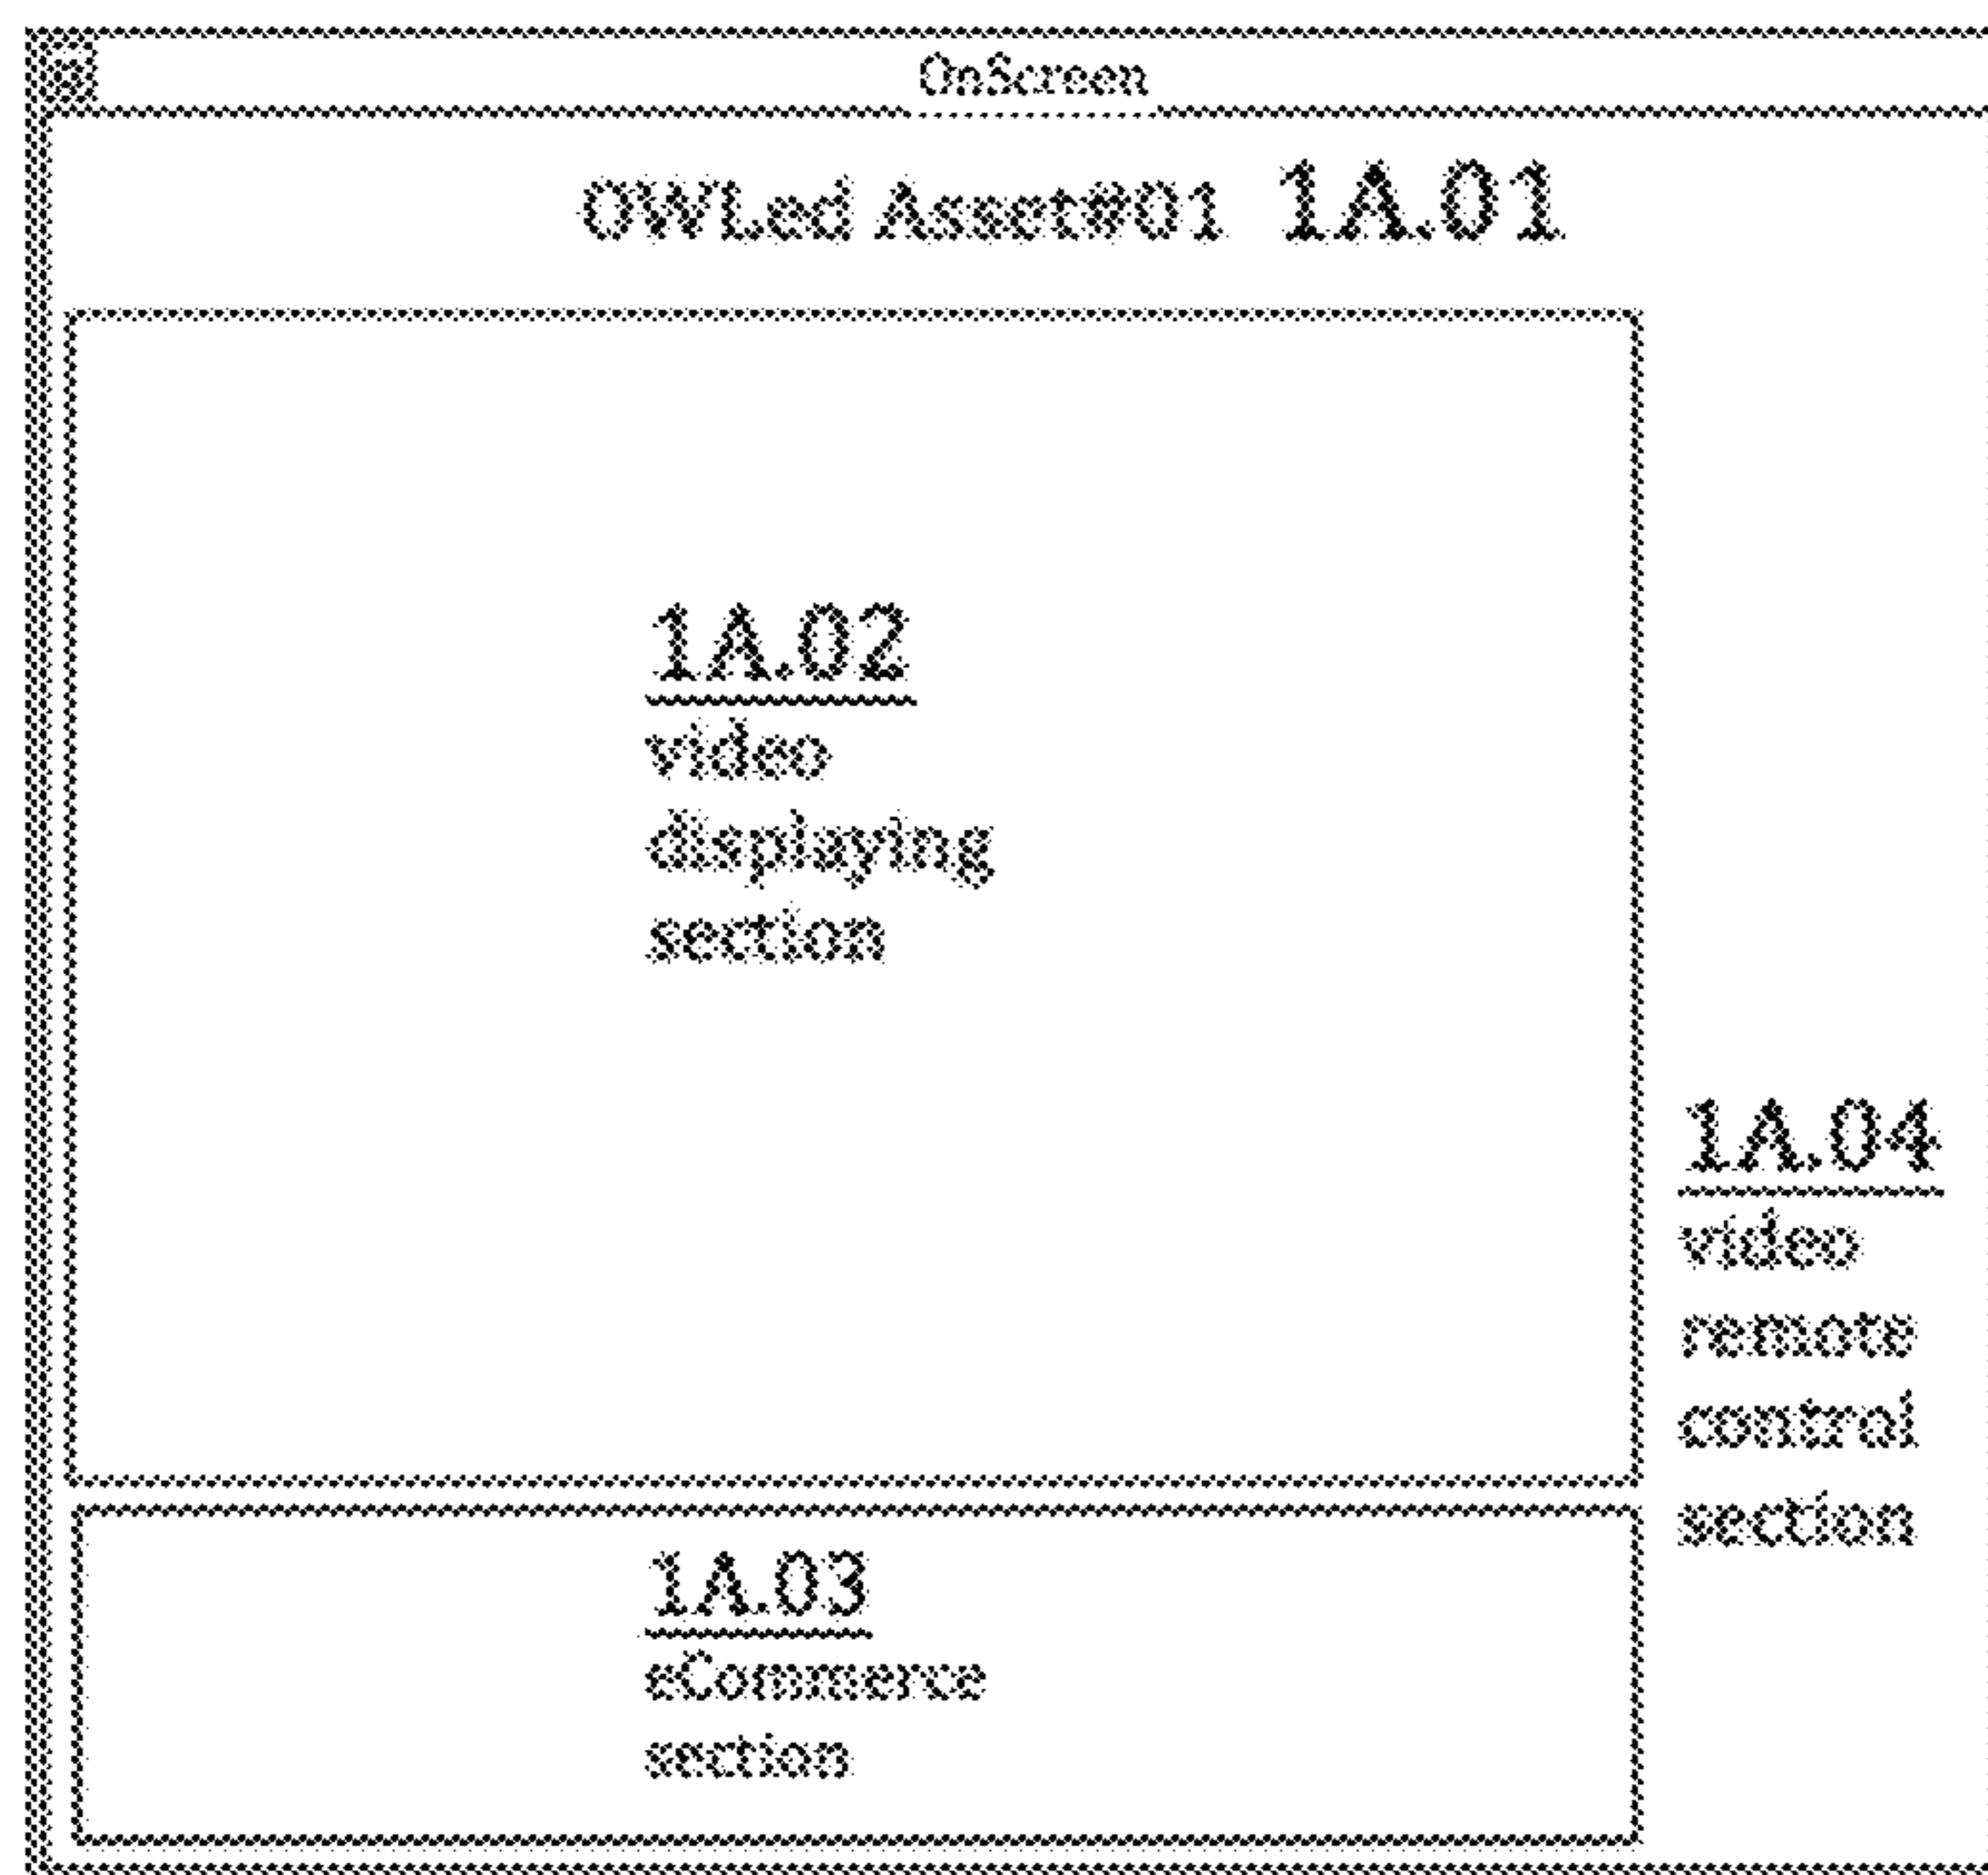 OnScreen
OWLed Asset#01 1A.01
1A.02
video
displaying
section
1A.04
video
remote
control
section
1A.03
eCommerce
section